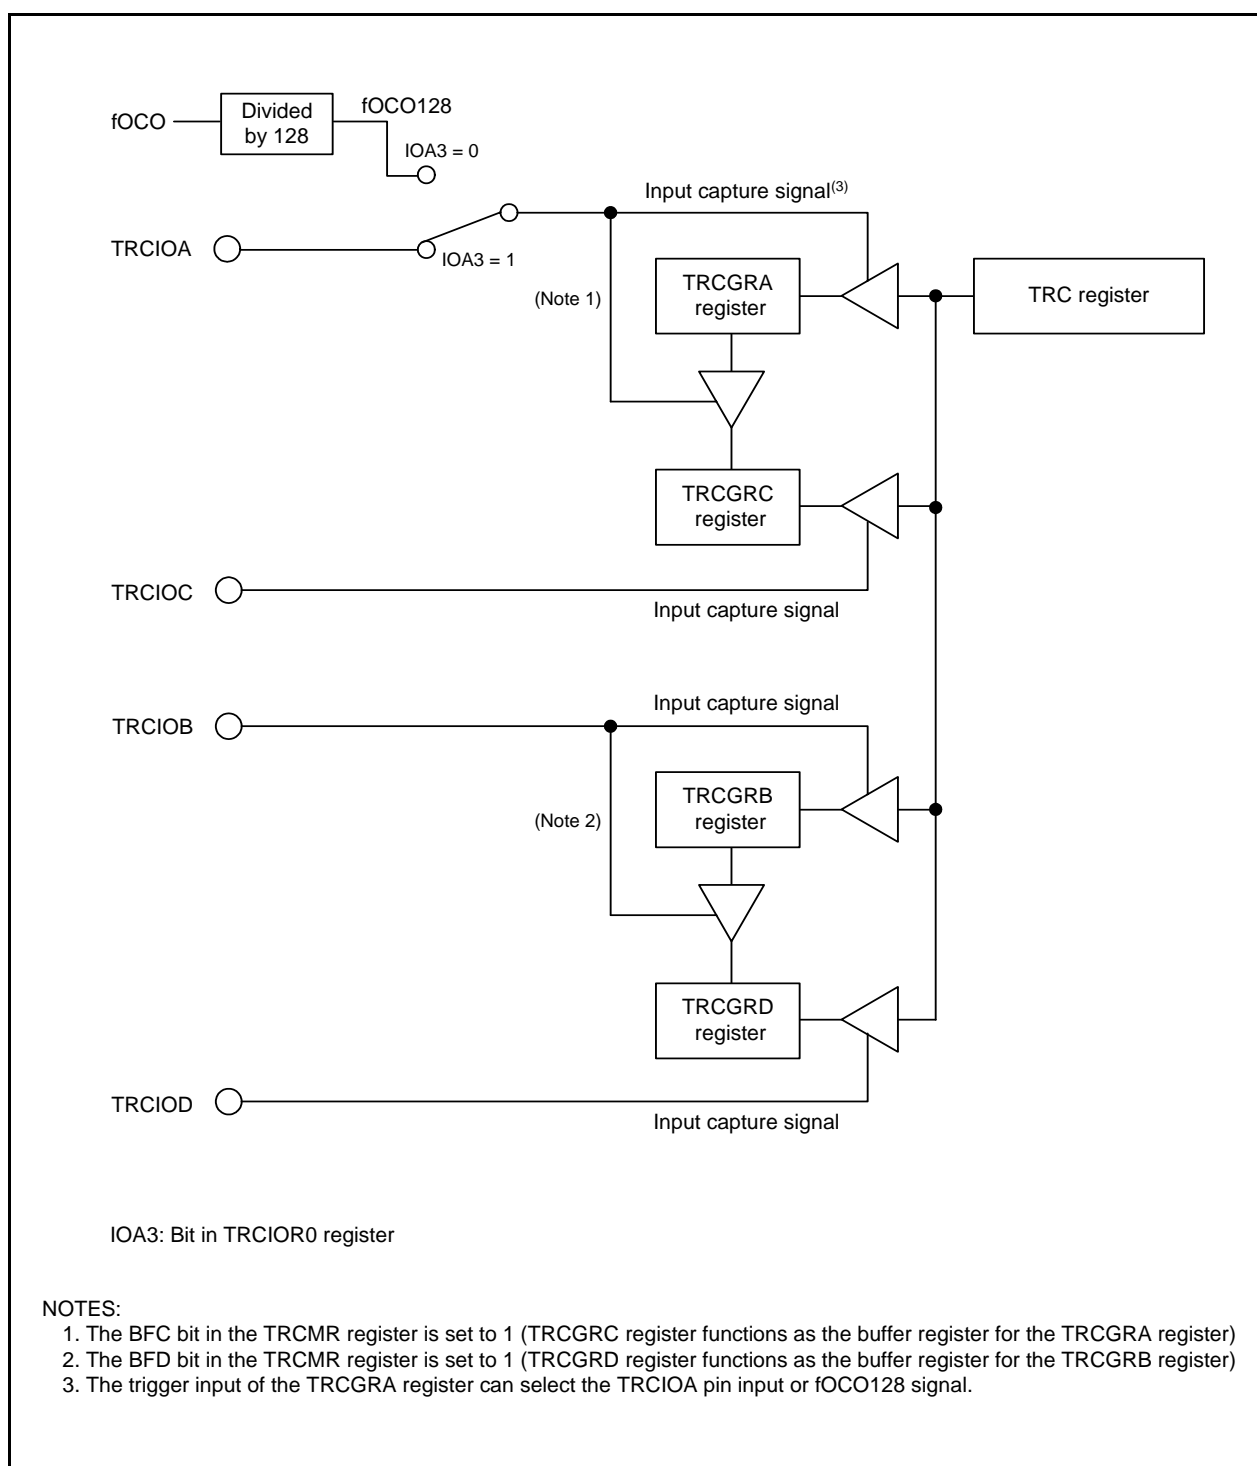 fOCO
Divided
by 128
fOCO128
IOA3 = 0
Input capture signal(3)
TRCIOA
IOA3 = 1
(Note 1)
TRCGRA
register
TRC register
TRCGRC
register
TRCIOC
Input capture signal
Input capture signal
TRCIOB
(Note 2)
TRCGRB
register
TRCGRD
register
TRCIOD
Input capture signal
IOA3: Bit in TRCIOR0 register
NOTES:
1. The BFC bit in the TRCMR register is set to 1 (TRCGRC register functions as the buffer register for the TRCGRA register)
2. The BFD bit in the TRCMR register is set to 1 (TRCGRD register functions as the buffer register for the TRCGRB register)
3. The trigger input of the TRCGRA register can select the TRCIOA pin input or fOCO128 signal.